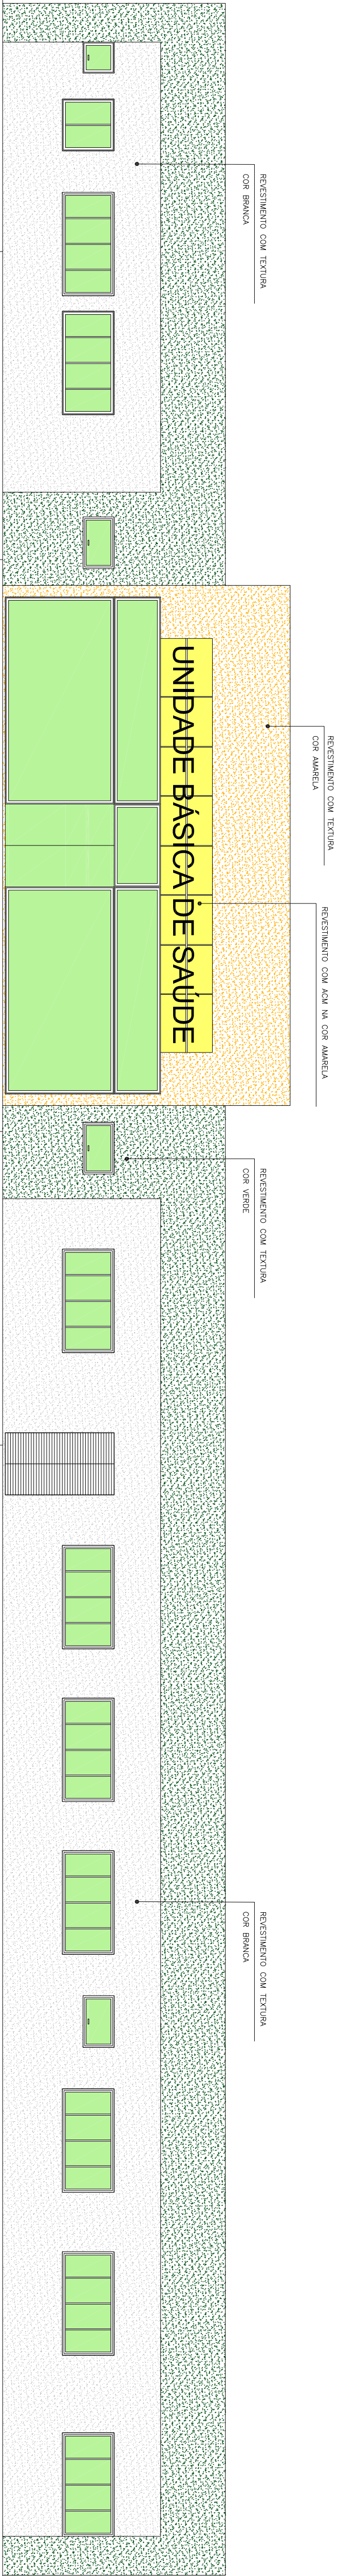 REVESTIMENTO COM TEXTURA
COR BRANCA
REVESTIMENTO COM TEXTURA
COR AMARELA
REVESTIMENTO COM ACM NA COR AMARELA
UNIDADE BÁSICA DE SAÚDE
REVESTIMENTO COM TEXTURA
COR VERDE
REVESTIMENTO COM TEXTURA
COR BRANCA